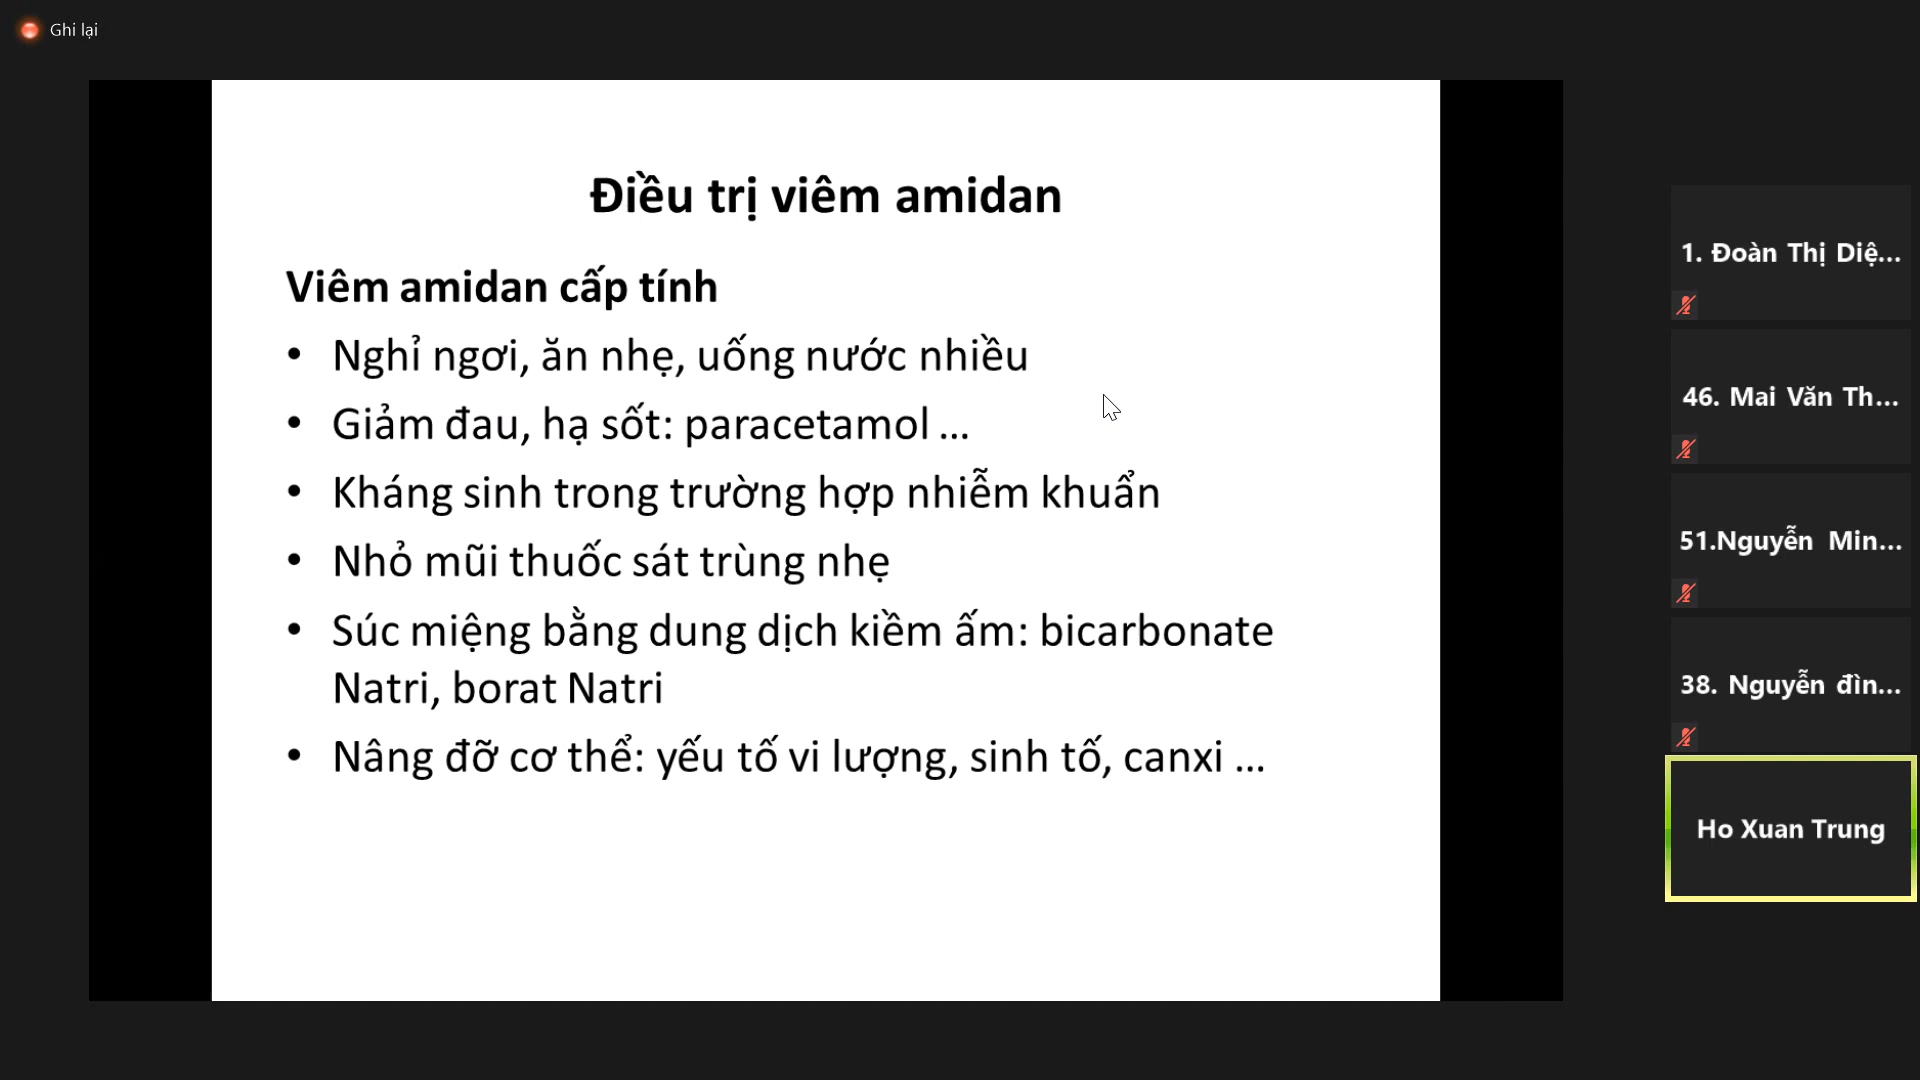 Ghi lại
Điều trị viêm amidan
Viêm amidan cấp tính
• Nghỉ ngơi, ăn nhẹ, uống nước nhiều
• Giảm đau, hạ sốt: paracetamol ...
• Kháng sinh trong trường hợp nhiễm khuẩn
• Nhỏ mũi thuốc sát trùng nhẹ
• Súc miệng bằng dung dịch kiềm ấm: bicarbonate
Natri, borat Natri
• Nâng đỡ cơ thể: yếu tố vi lượng, sinh tố, canxi ...
1. Đoàn Thị Diệ...
46. Mai Văn Th...
51.Nguyễn Min...
38. Nguyễn đìn...
Ho Xuan Trung